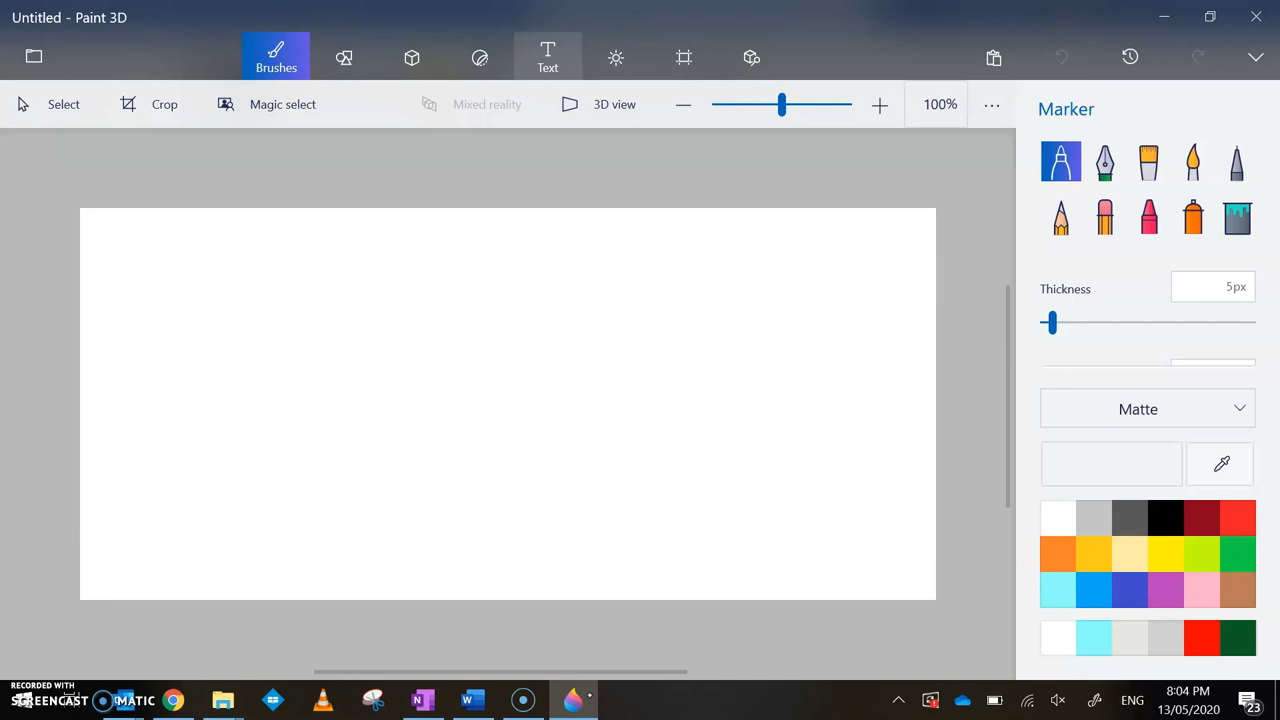 Untitled - Paint 3D
Brushes
Text
Select
Crop
Magic select
Mixed reality
3D view
100%
Marker
Thickness
5px
Matte
RECORDED WITH
SCREENCAST MATIC
ENG
8:04 PM
13/05/2020
23